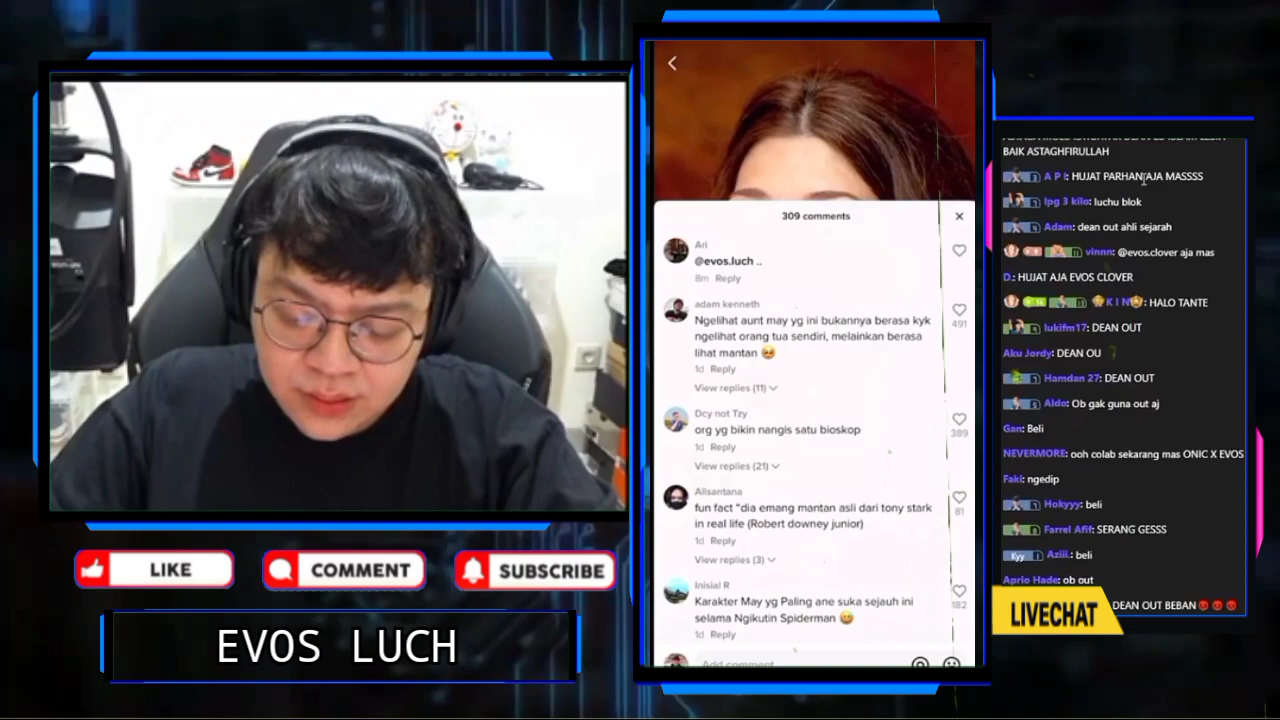 309 comments
Ari
@evos.luch ..
8m Reply
adam kenneth
491
Ngelihat aunt may yg ini bukannya berasa kyk
ngelihat orang tua sendiri, melainkan berasa
lihat mantan 🥹
1d Reply
View replies (11)
Dcy not Tzy
389
org yg bikin nangis satu bioskop
1d Reply
View replies (21)
Alisantana
81
fun fact "dia emang mantan asli dari tony stark
in real life (Robert downey junior)
1d Reply
View replies (3)
Inisial R
182
Karakter May yg Paling ane suka sejauh ini
selama Ngikutin Spiderman 😄
1d Reply
Add comment
BAIK ASTAGHFIRULLAH
A P I: HUJAT PARHAN AJA MASSSS
lpg 3 kilo: luchu blok
Adam: dean out ahli sejarah
vinnn: @evos.clover aja mas
D.: HUJAT AJA EVOS CLOVER
K I N: HALO TANTE
lukifm17: DEAN OUT
Aku Jordy: DEAN OU
Hamdan 27: DEAN OUT
Aldo: Ob gak guna out aj
Gan: Beli
NEVERMORE: ooh colab sekarang mas ONIC X EVOS
Faki: ngedip
Hokyyy: beli
Farrel Afif: SERANG GESSS
Kyy Azill.: beli
Aprio Hade: ob out
DEAN OUT BEBAN 😡😡😡
LIVECHAT
LIKE
COMMENT
SUBSCRIBE
EVOS LUCH